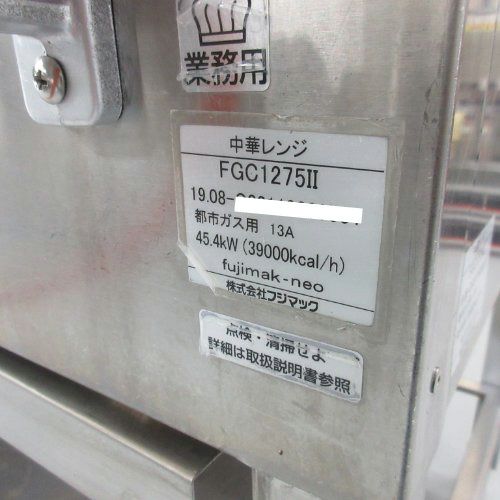 業務用
中華レンジ
FGC1275II
19.08-
都市ガス用 13A
45.4kW (39000kcal/h)
fujimak-neo
株式会社フジマック
点検・清掃せよ
詳細は取扱説明書参照